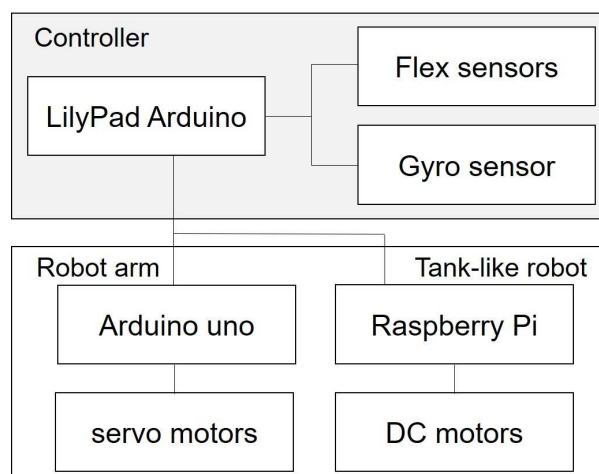 Controller
Flex sensors
LilyPad Arduino
Gyro sensor
Robot arm
Tank-like robot
Arduino uno
Raspberry Pi
servo motors
DC motors